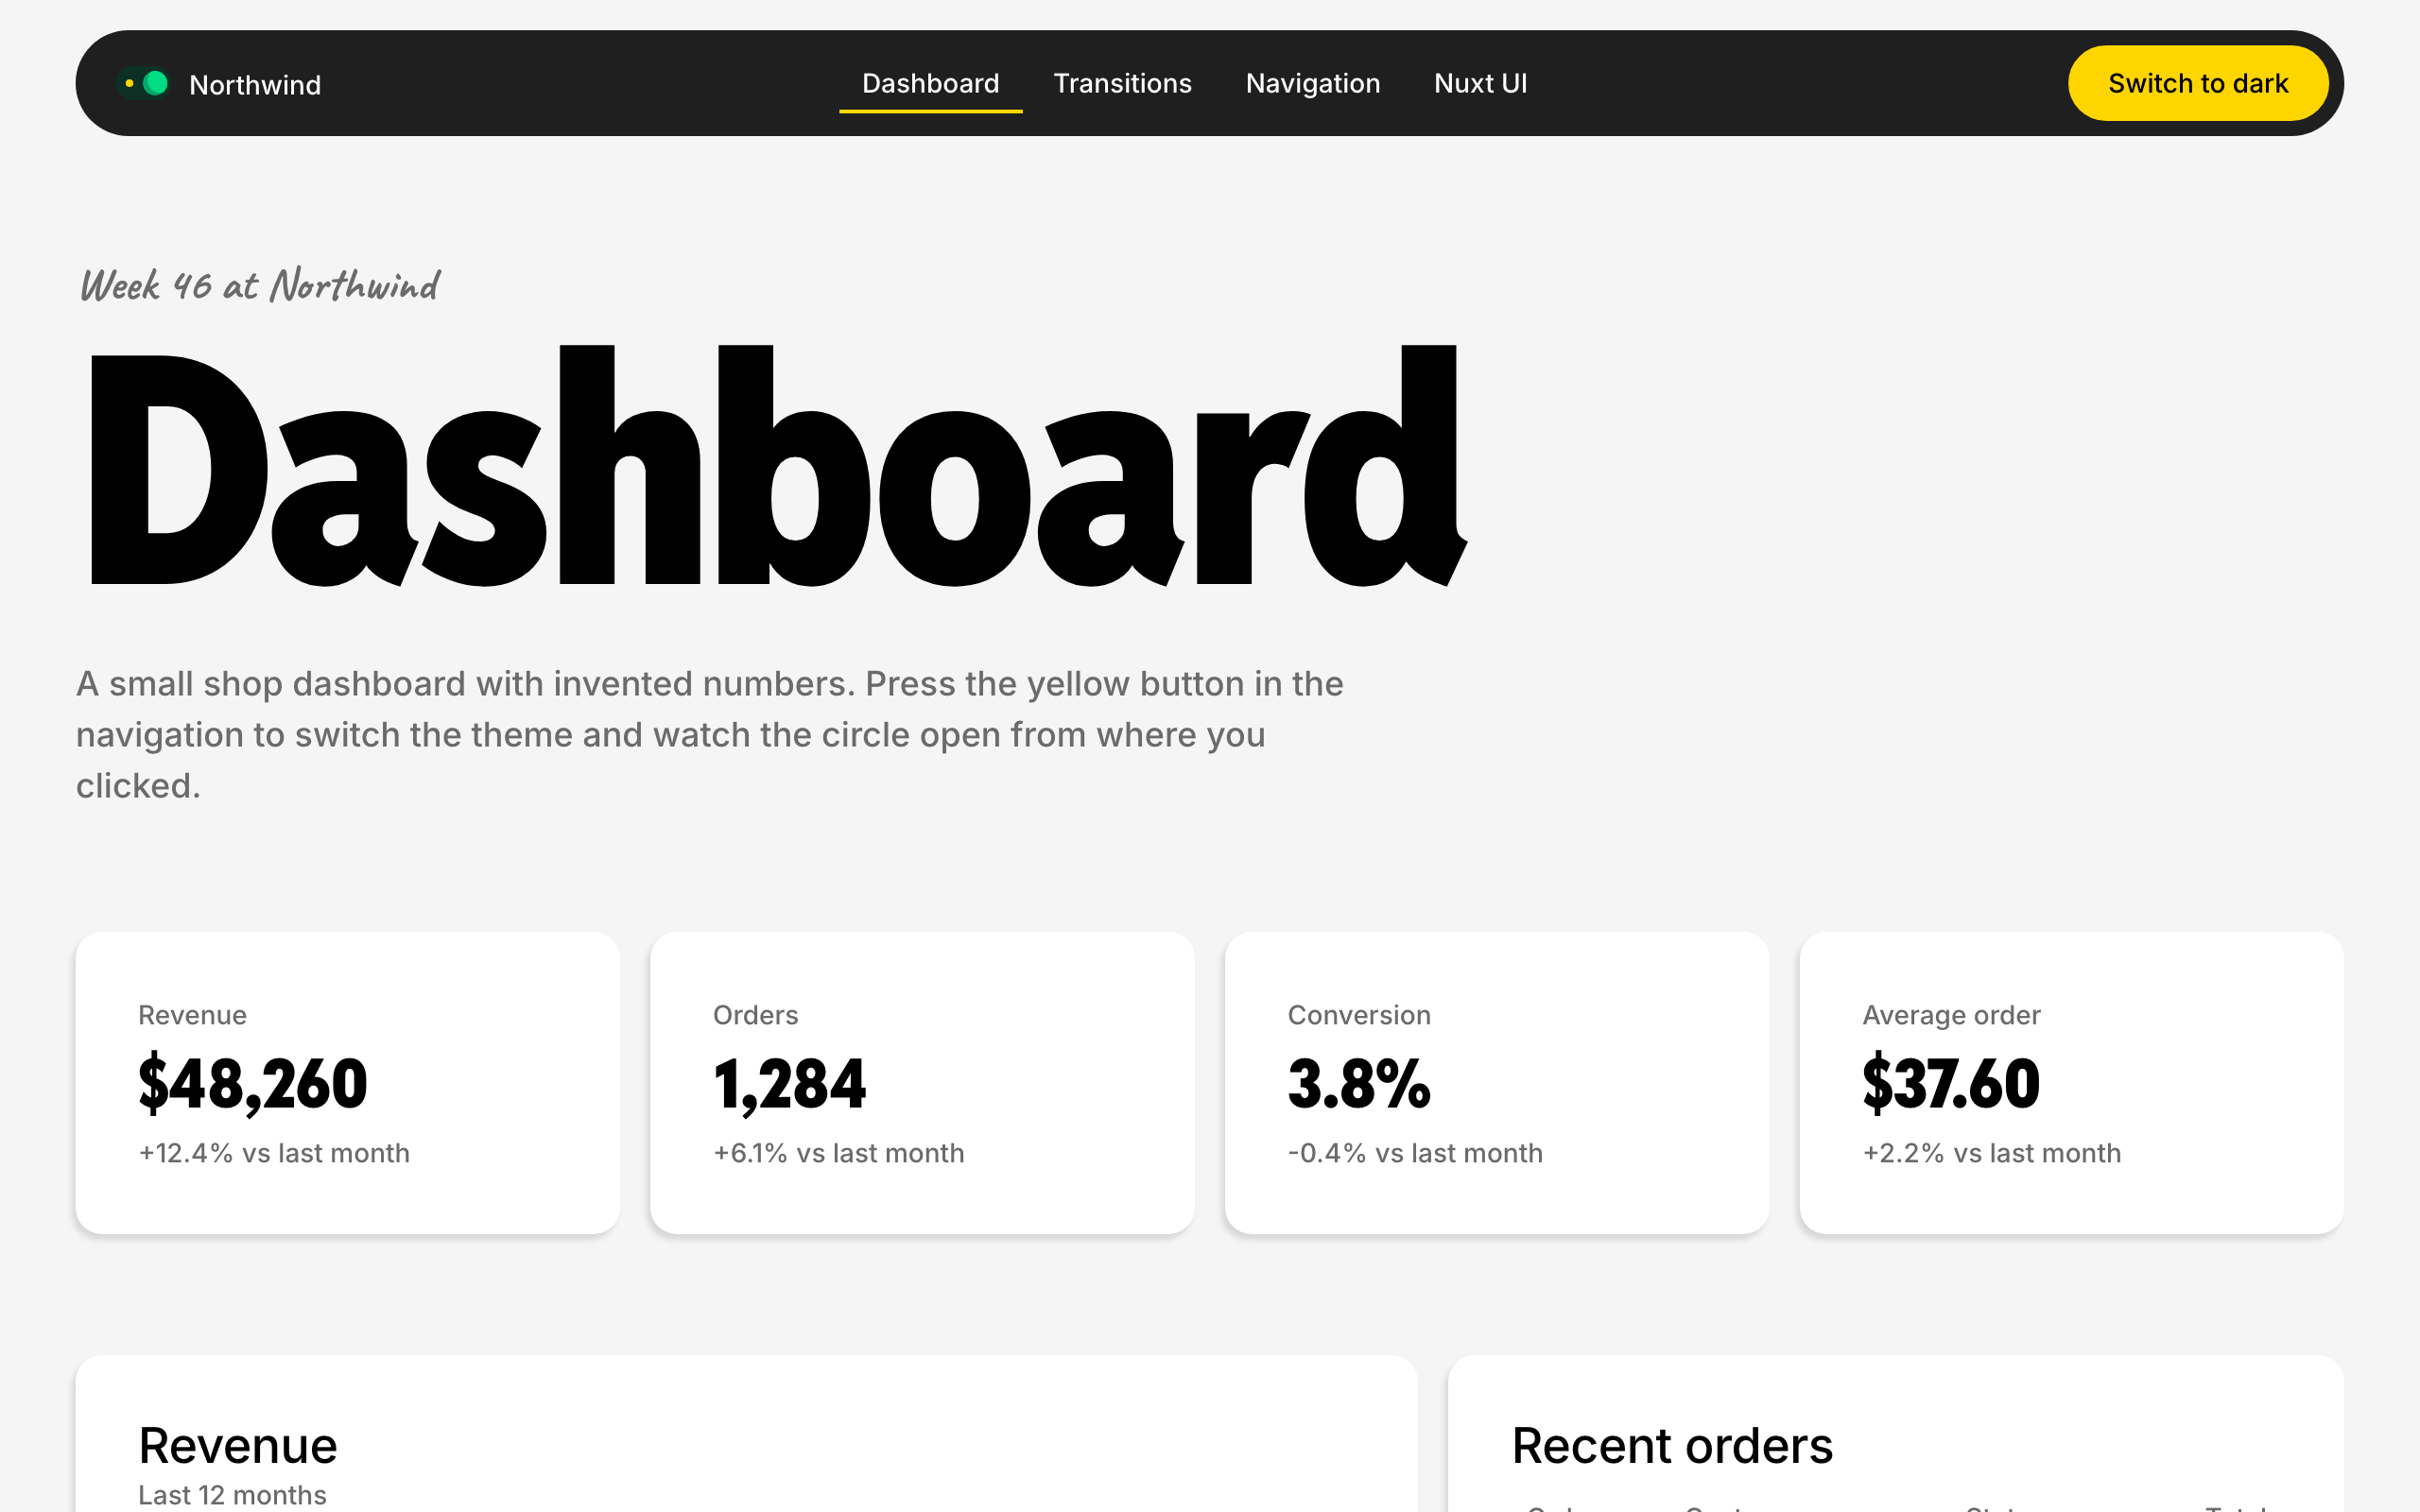 Northwind
Dashboard
Transitions
Navigation
Nuxt UI
Switch to dark
Week 46 at Northwind
Dashboard
A small shop dashboard with invented numbers. Press the yellow button in the
navigation to switch the theme and watch the circle open from where you
clicked.
Revenue
$48,260
+12.4% vs last month
Orders
1,284
+6.1% vs last month
Conversion
3.8%
-0.4% vs last month
Average order
$37.60
+2.2% vs last month
Revenue
Last 12 months
Recent orders